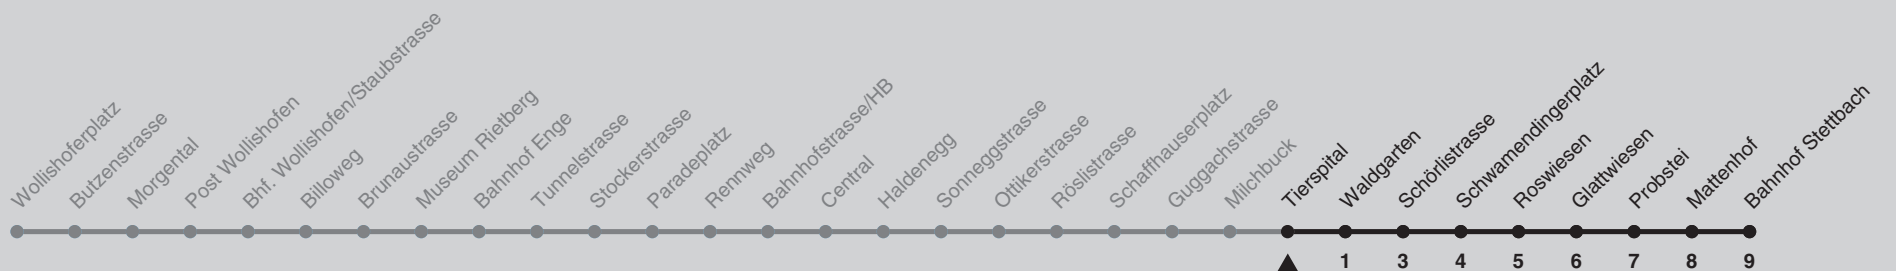 Wollishoferplatz
Butzenstrasse
Morgental
Post Wollishofen
Bhf. Wollishofen/Staubstrasse
Billoweg
Brunaustrasse
Museum Rietberg
Bahnhof Enge
Tunnelstrasse
Stockerstrasse
Paradeplatz
Rennweg
Bahnhofstrasse/HB
Central
Haldenegg
Sonneggstrasse
Ottikerstrasse
Röslistrasse
Schaffhauserplatz
Guggachstrasse
Milchbuck
Tierspital
Waldgarten
Schörlistrasse
Schwamendingerplatz
Roswiesen
Glattwiesen
Probstei
Mattenhof
Bahnhof Stettbach
1 3 4 5 6 7 8 9